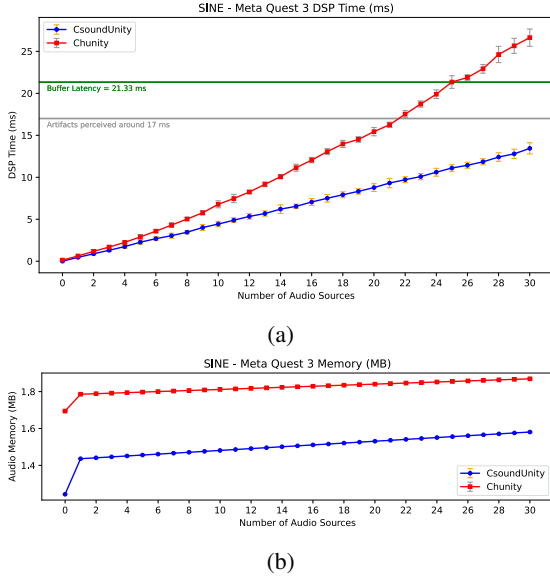 SINE - Meta Quest 3 DSP Time (ms)
CsoundUnity
Chunity
25
20
15
10
5
0
DSP Time (ms)
Buffer Latency = 21.33 ms
Artifacts perceived around 17 ms
0 2 4 6 8 10 12 14 16 18 20 22 24 26 28 30
Number of Audio Sources
(a)
SINE - Meta Quest 3 Memory (MB)
1.8
1.6
1.4
Audio Memory (MB)
CsoundUnity
Chunity
0 2 4 6 8 10 12 14 16 18 20 22 24 26 28 30
Number of Audio Sources
(b)